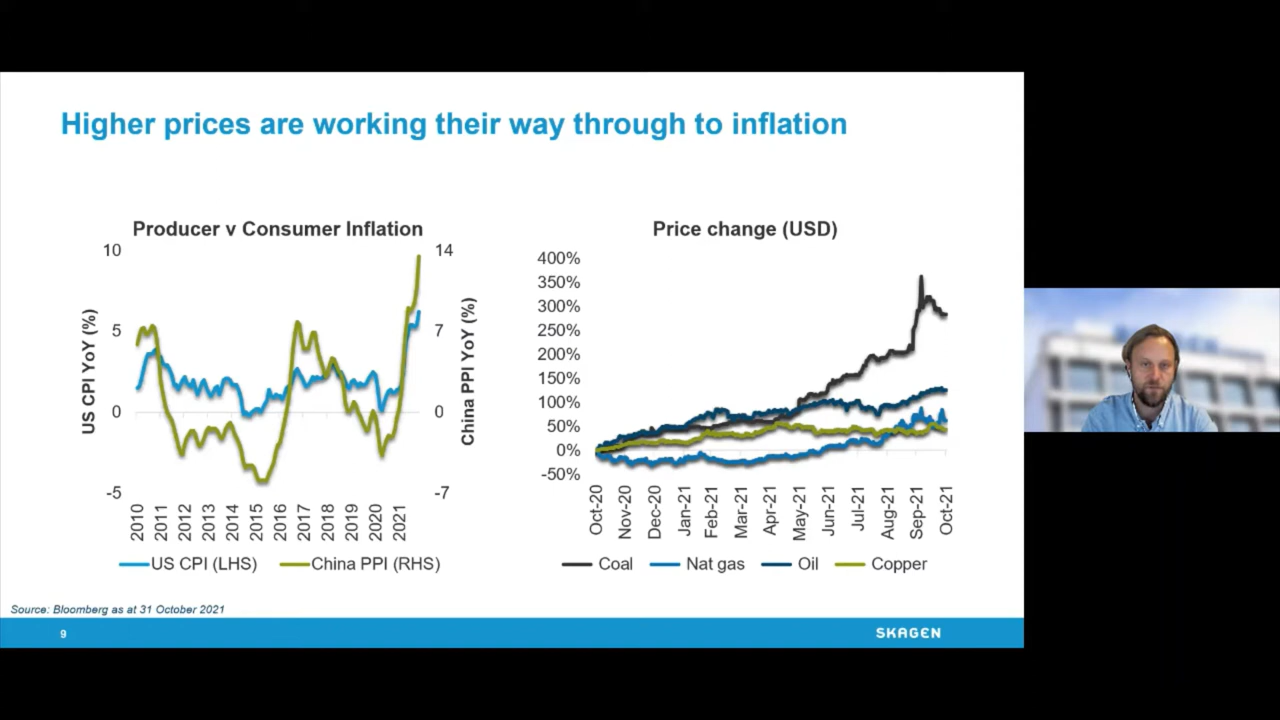 Higher prices are working their way through to inflation
Producer v Consumer Inflation
10
5
0
-5
US CPI YoY (%)
14
7
0
-7
China PPI YoY (%)
2010
2011
2012
2013
2014
2015
2016
2017
2018
2019
2020
2021
US CPI (LHS)
China PPI (RHS)
Price change (USD)
400%
350%
300%
250%
200%
150%
100%
50%
0%
-50%
Oct-20
Nov-20
Dec-20
Jan-21
Feb-21
Mar-21
Apr-21
May-21
Jun-21
Jul-21
Aug-21
Sep-21
Oct-21
Coal
Nat gas
Oil
Copper
Source: Bloomberg as at 31 October 2021
9
SKAGEN